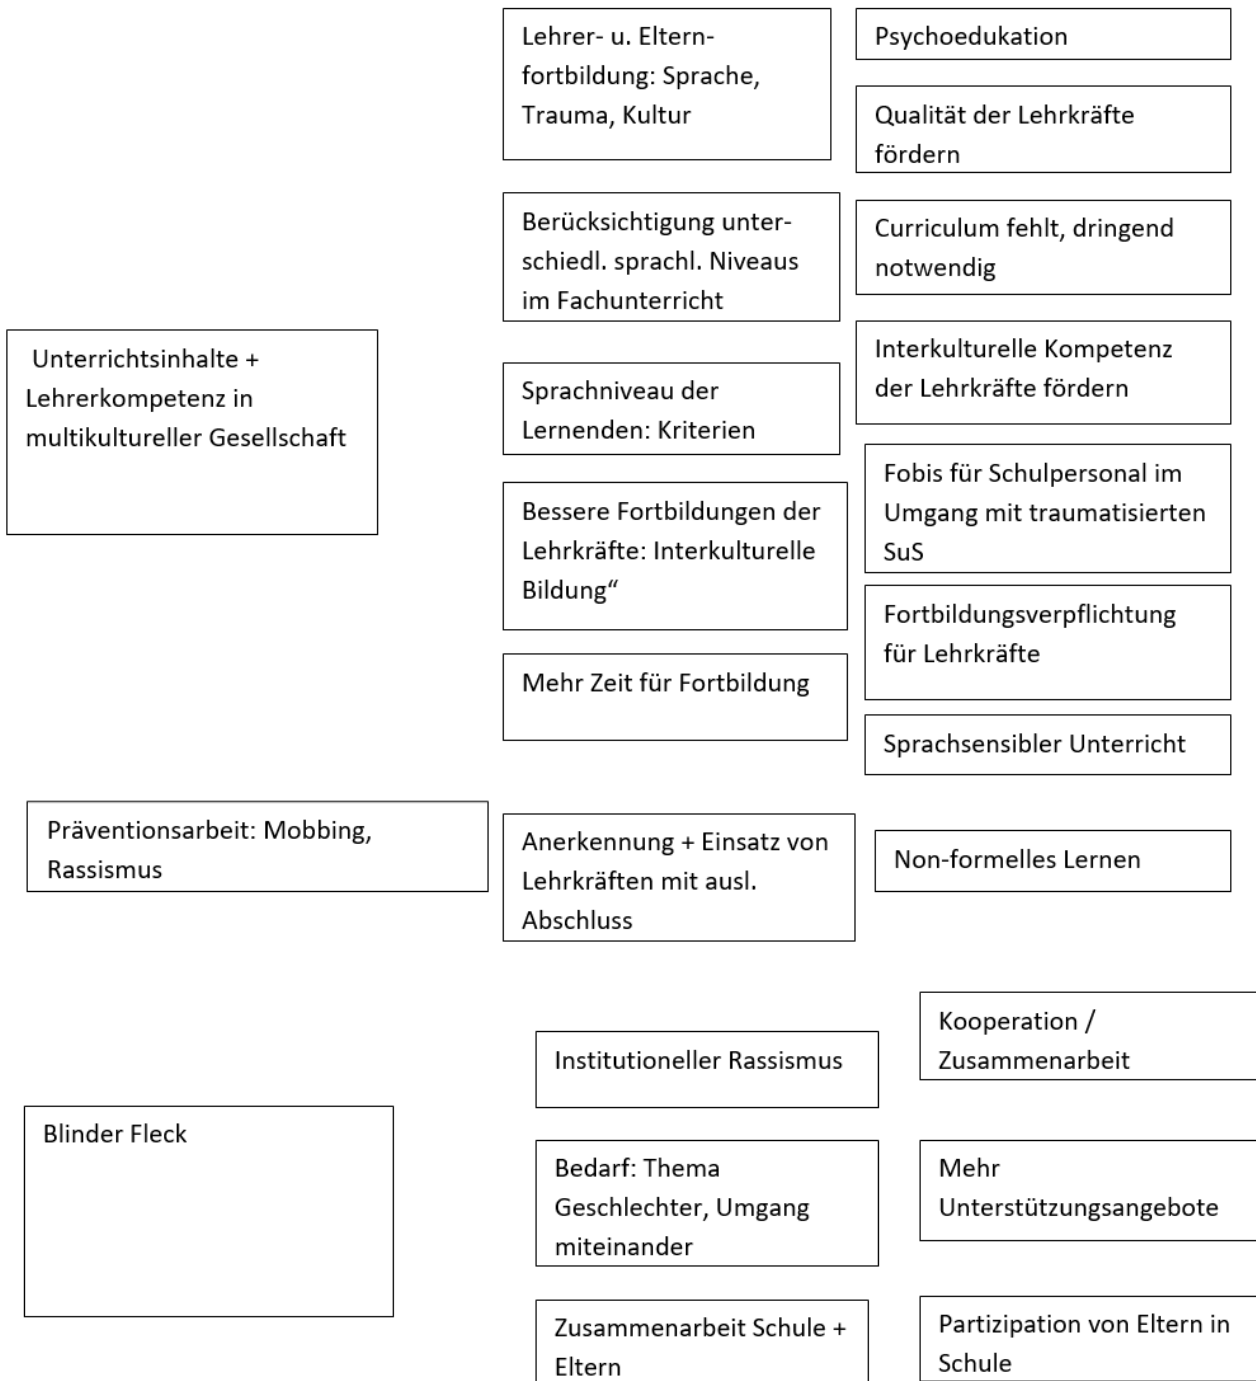 Unterrichtsinhalte +
Lehrerkompetenz in
multikultureller Gesellschaft
Lehrer- u. Eltern-
fortbildung: Sprache,
Trauma, Kultur
Berücksichtigung unter-
schiedl. sprachl. Niveaus
im Fachunterricht
Sprachniveau der
Lernenden: Kriterien
Bessere Fortbildungen der
Lehrkräfte: Interkulturelle
Bildung“
Mehr Zeit für Fortbildung
Psychoedukation
Qualität der Lehrkräfte
fördern
Curriculum fehlt, dringend
notwendig
Interkulturelle Kompetenz
der Lehrkräfte fördern
Fobis für Schulpersonal im
Umgang mit traumatisierten
SuS
Fortbildungsverpflichtung
für Lehrkräfte
Sprachsensibler Unterricht
Präventionsarbeit: Mobbing,
Rassismus
Anerkennung + Einsatz von
Lehrkräften mit ausl.
Abschluss
Non-formelles Lernen
Blinder Fleck
Institutioneller Rassismus
Bedarf: Thema
Geschlechter, Umgang
miteinander
Zusammenarbeit Schule +
Eltern
Kooperation /
Zusammenarbeit
Mehr
Unterstützungsangebote
Partizipation von Eltern in
Schule